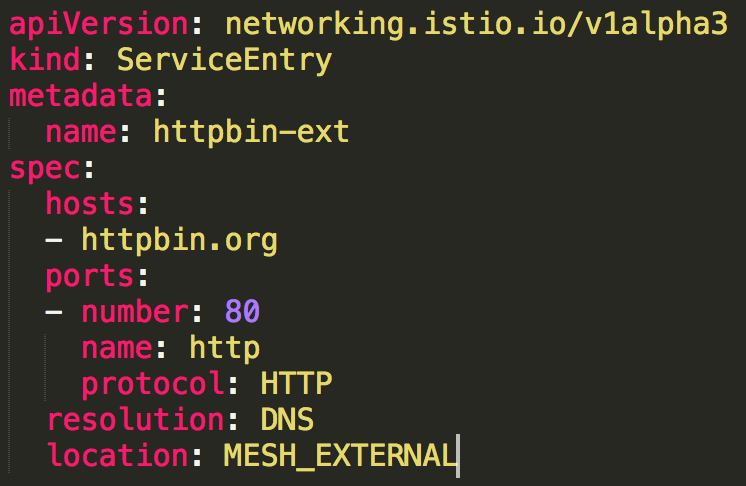 apiVersion: networking.istio.io/v1alpha3
kind: ServiceEntry
metadata:
  name: httpbin-ext
spec:
  hosts:
  - httpbin.org
  ports:
  - number: 80
    name: http
    protocol: HTTP
  resolution: DNS
  location: MESH_EXTERNAL